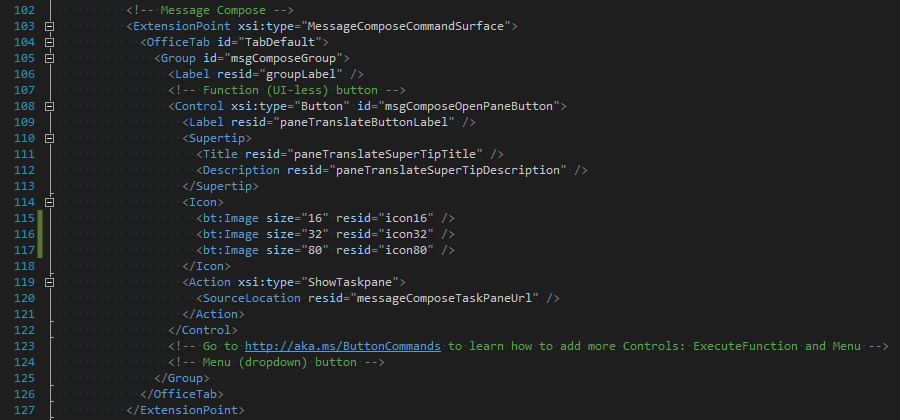 102 <!-- Message Compose -->
103 <ExtensionPoint xsi:type="MessageComposeCommandSurface">
104 <OfficeTab id="TabDefault">
105 <Group id="msgComposeGroup">
106 <Label resid="groupLabel" />
107 <!-- Function (UI-less) button -->
108 <Control xsi:type="Button" id="msgComposeOpenPaneButton">
109 <Label resid="paneTranslateButtonLabel" />
110 <Supertip>
111 <Title resid="paneTranslateSuperTipTitle" />
112 <Description resid="paneTranslateSuperTipDescription" />
113 </Supertip>
114 <Icon>
115 <bt:Image size="16" resid="icon16" />
116 <bt:Image size="32" resid="icon32" />
117 <bt:Image size="80" resid="icon80" />
118 </Icon>
119 <Action xsi:type="ShowTaskpane">
120 <SourceLocation resid="messageComposeTaskPaneUrl" />
121 </Action>
122 </Control>
123 <!-- Go to http://aka.ms/ButtonCommands to learn how to add more Controls: ExecuteFunction and Menu -->
124 <!-- Menu (dropdown) button -->
125 </Group>
126 </OfficeTab>
127 </ExtensionPoint>